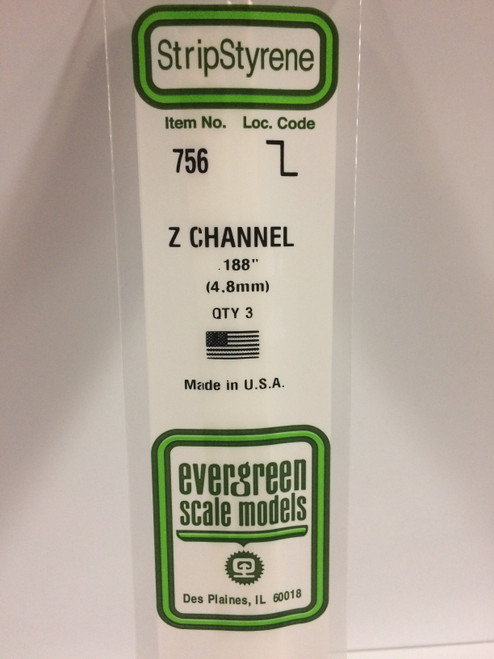 StripStyrene
Item No. Loc. Code
756
Z CHANNEL
.188"
(4.8mm)
QTY 3
Made in U.S.A.
evergreen
scale models
Des Plaines, IL 60018